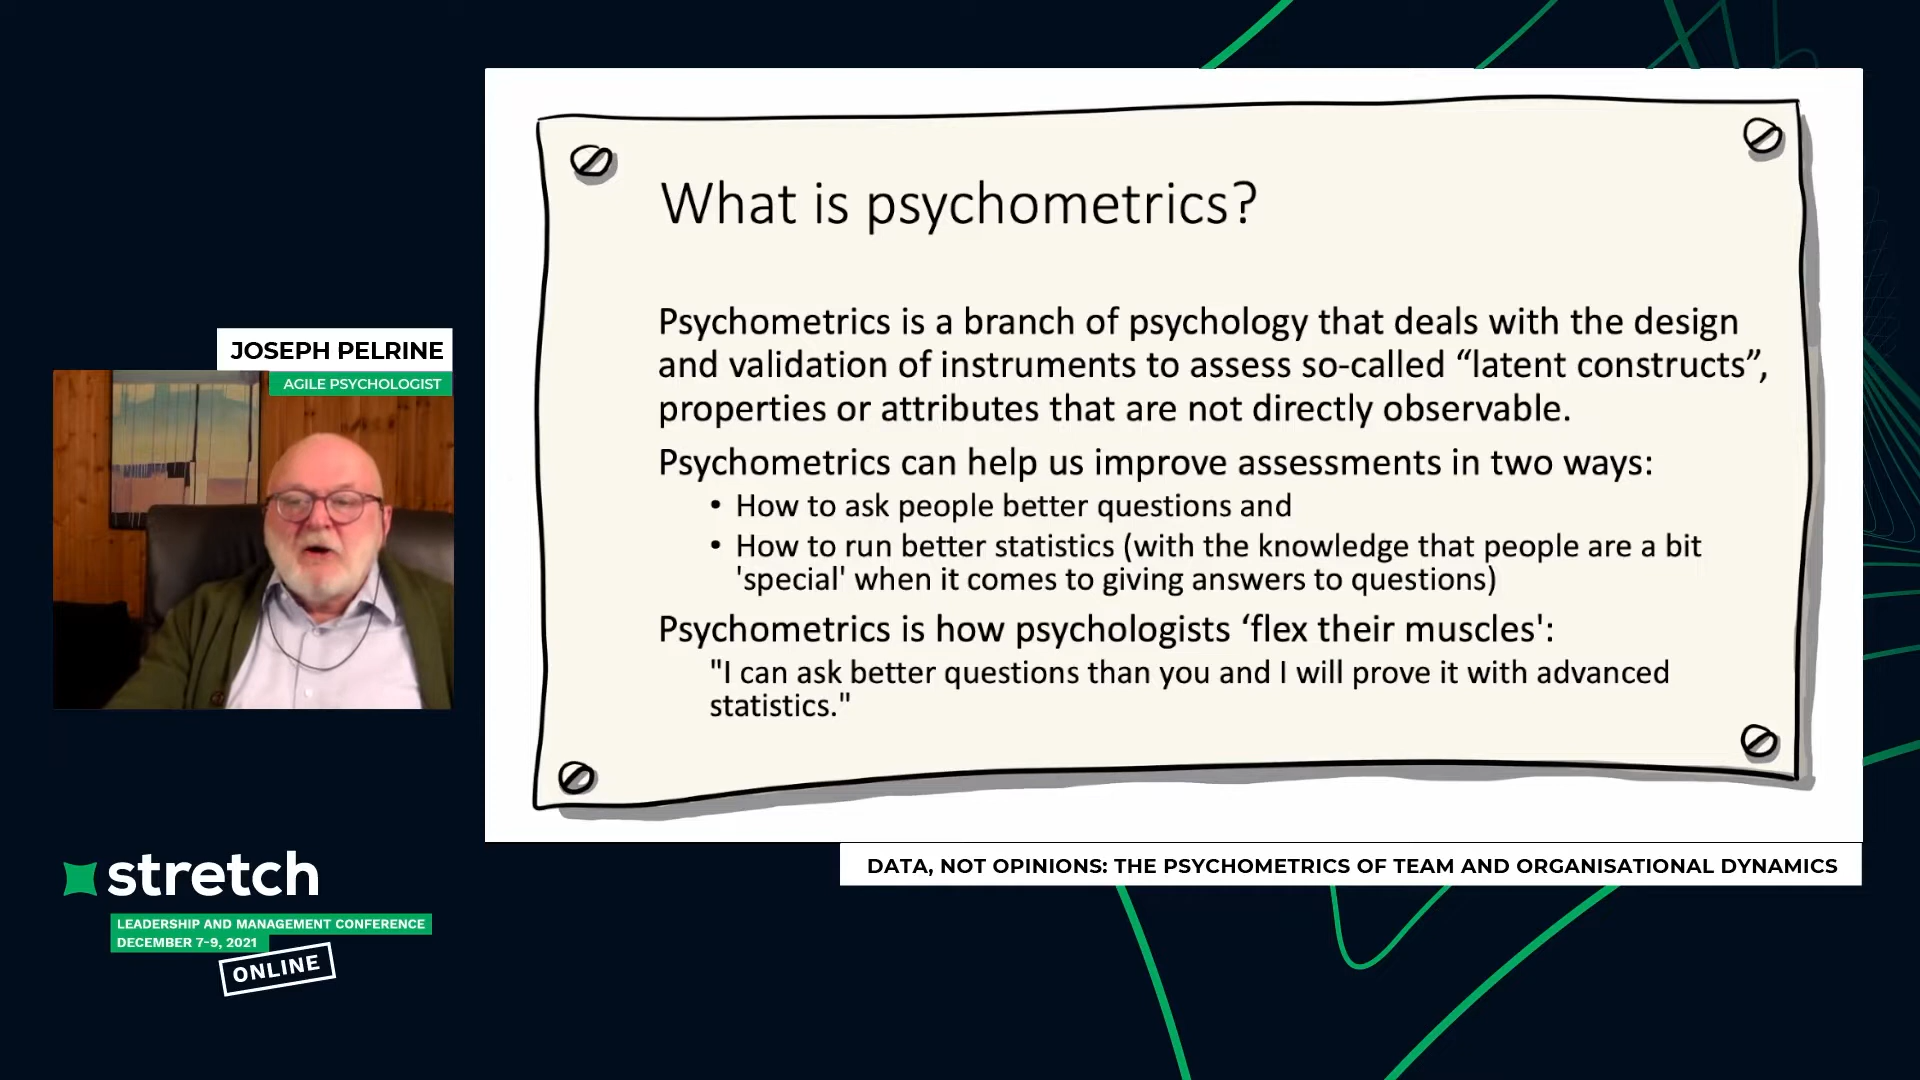 JOSEPH PELRINE
AGILE PSYCHOLOGIST
What is psychometrics?
Psychometrics is a branch of psychology that deals with the design
and validation of instruments to assess so-called “latent constructs”,
properties or attributes that are not directly observable.
Psychometrics can help us improve assessments in two ways:
• How to ask people better questions and
• How to run better statistics (with the knowledge that people are a bit
'special' when it comes to giving answers to questions)
Psychometrics is how psychologists ‘flex their muscles':
"I can ask better questions than you and I will prove it with advanced
statistics."
DATA, NOT OPINIONS: THE PSYCHOMETRICS OF TEAM AND ORGANISATIONAL DYNAMICS
stretch
LEADERSHIP AND MANAGEMENT CONFERENCE
DECEMBER 7-9, 2021
ONLINE